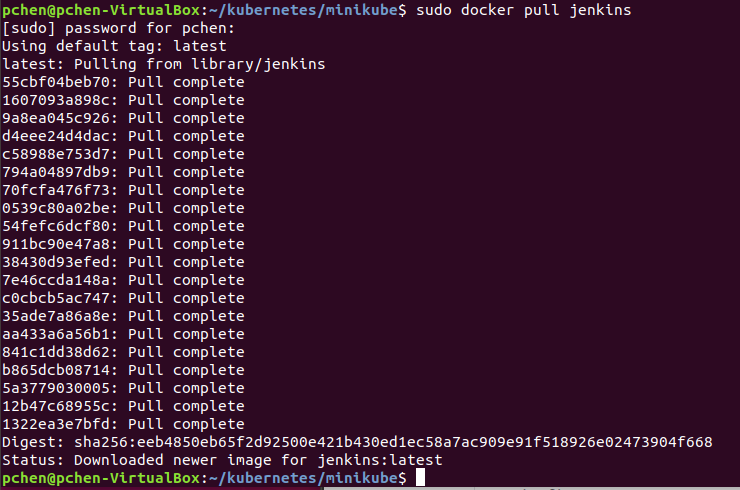 pchen@pchen-VirtualBox:~/kubernetes/minikube$ sudo docker pull jenkins
[sudo] password for pchen:
Using default tag: latest
latest: Pulling from library/jenkins
55cbf04beb70: Pull complete
1607093a898c: Pull complete
9a8ea045c926: Pull complete
d4eee24d4dac: Pull complete
c58988e753d7: Pull complete
794a04897db9: Pull complete
70fcfa476f73: Pull complete
0539c80a02be: Pull complete
54fefc6dcf80: Pull complete
911bc90e47a8: Pull complete
38430d93efed: Pull complete
7e46ccda148a: Pull complete
c0cbcb5ac747: Pull complete
35ade7a86a8e: Pull complete
aa433a6a56b1: Pull complete
841c1dd38d62: Pull complete
b865dcb08714: Pull complete
5a3779030005: Pull complete
12b47c68955c: Pull complete
1322ea3e7bfd: Pull complete
Digest: sha256:eeb4850eb65f2d92500e421b430ed1ec58a7ac909e91f518926e02473904f668
Status: Downloaded newer image for jenkins:latest
pchen@pchen-VirtualBox:~/kubernetes/minikube$